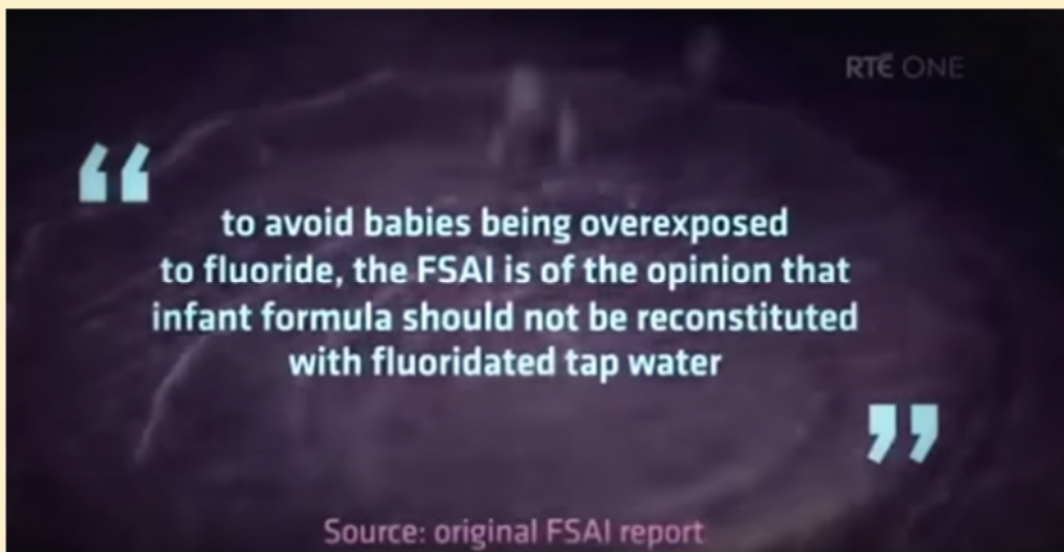 RTÉ ONE
“
to avoid babies being overexposed
to fluoride, the FSAI is of the opinion that
infant formula should not be reconstituted
with fluoridated tap water
”
Source: original FSAI report